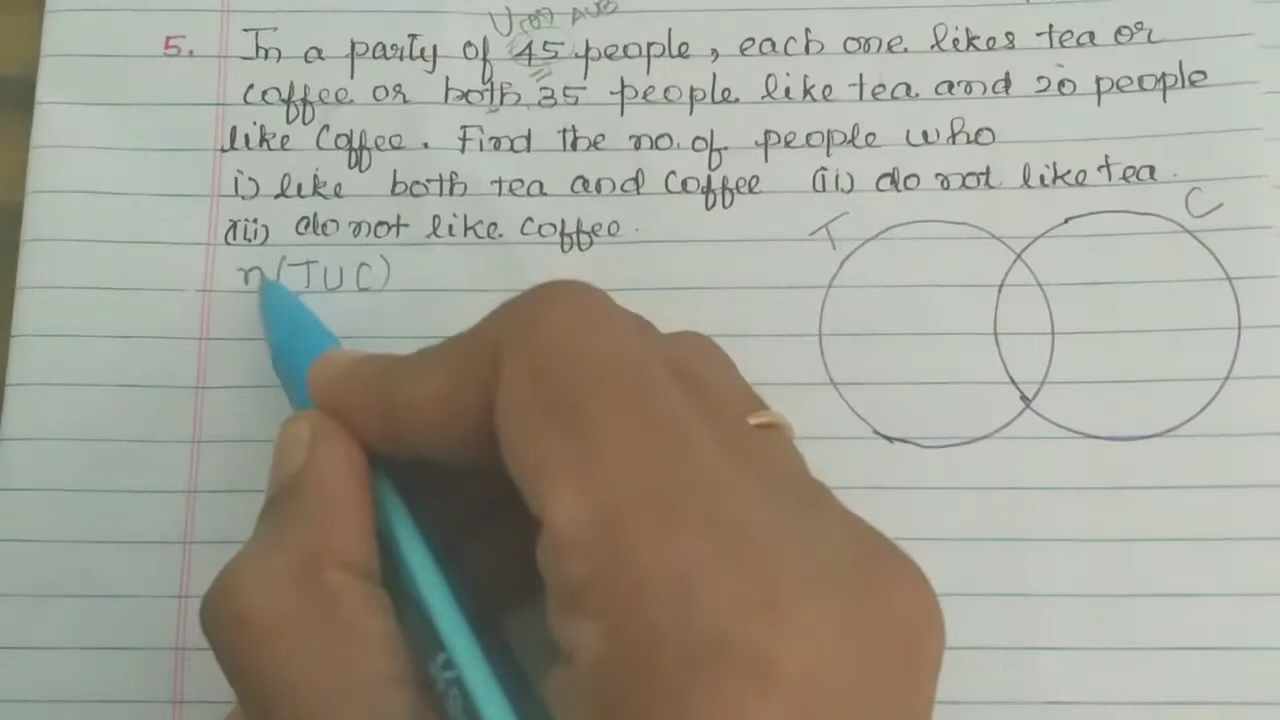 5. In a party of 45 people, each one likes tea or
coffee or both 35 people like tea and 20 people
like Coffee. Find the no. of people who
i) like both tea and Coffee (ii) do not like tea.
(iii) do not like coffee.
T C
n(TUC)